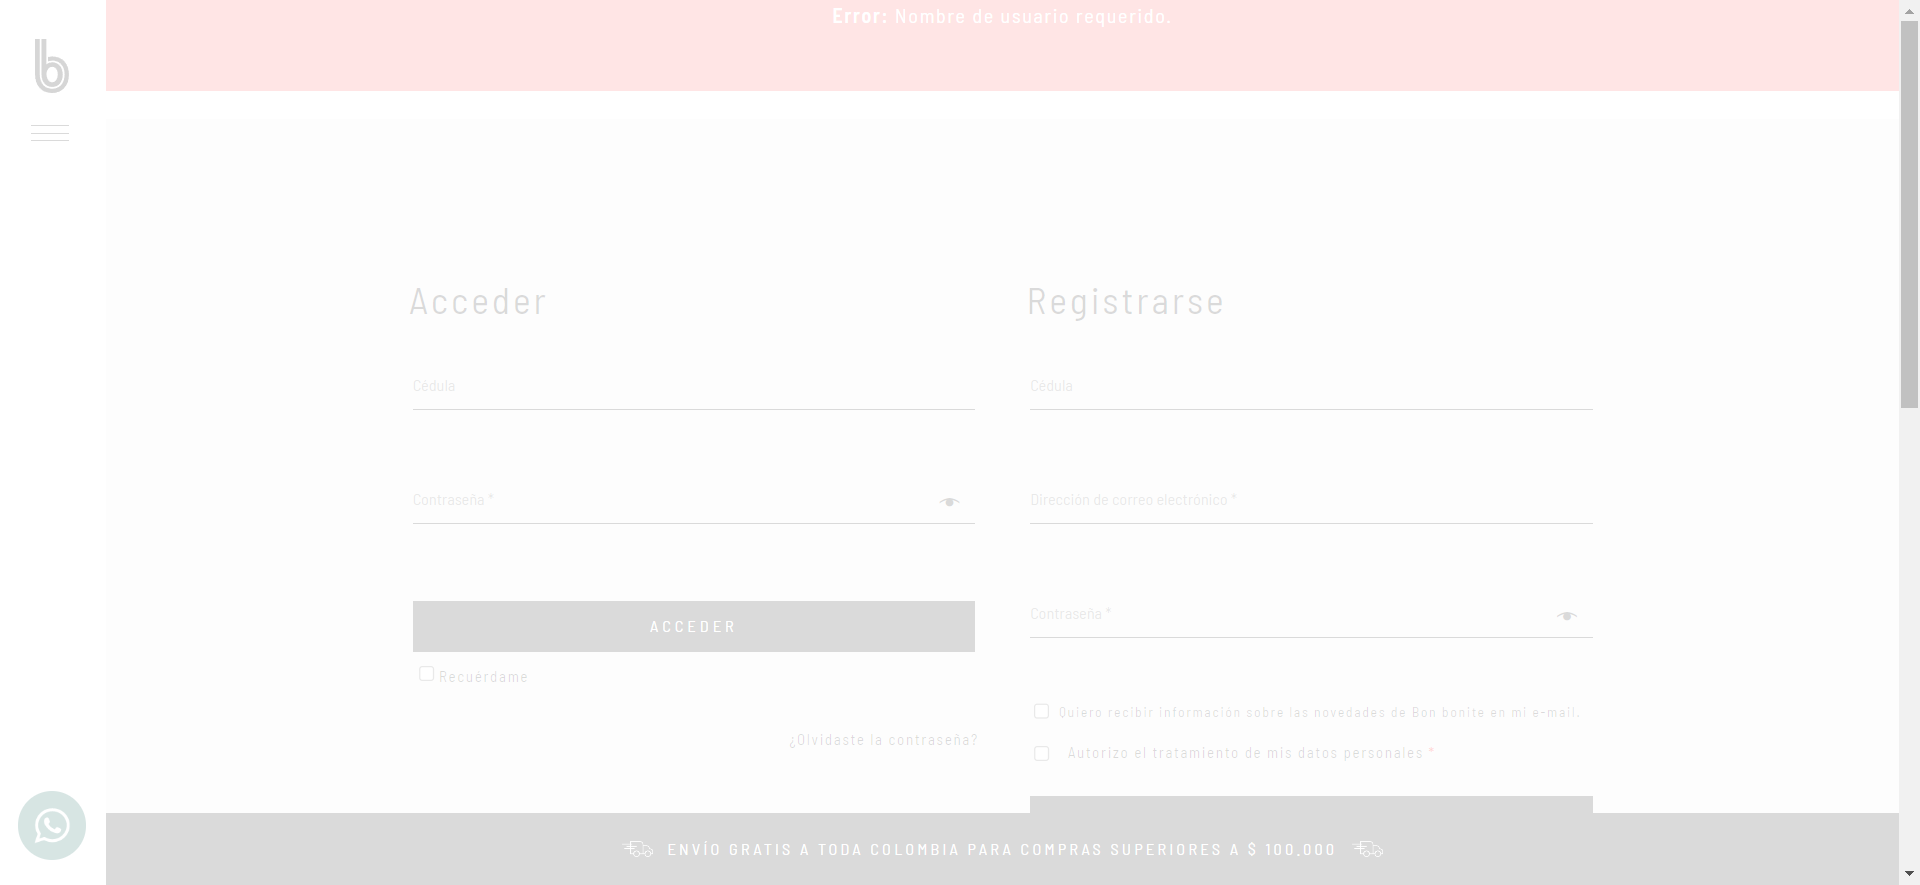 Error: Nombre de usuario requerido.
b
Acceder
Cédula
Contraseña *
ACCEDER
Recuérdame
¿Olvidaste la contraseña?
Registrarse
Cédula
Dirección de correo electrónico *
Contraseña *
Quiero recibir información sobre las novedades de Bon bonite en mi e-mail.
Autorizo el tratamiento de mis datos personales *
ENVÍO GRATIS A TODA COLOMBIA PARA COMPRAS SUPERIORES A $ 100.000